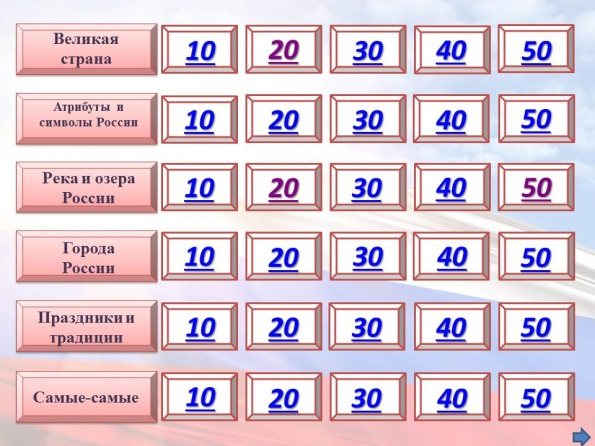 Великая
страна
10 20 30 40 50
Атрибуты и
символы России
10 20 30 40 50
Река и озера
России
10 20 30 40 50
Города
России
10 20 30 40 50
Праздники и
традиции
10 20 30 40 50
Самые-самые
10 20 30 40 50